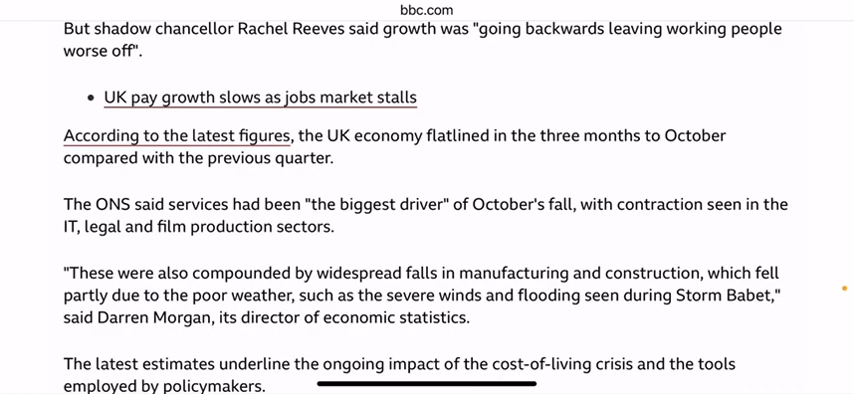 bbc.com
But shadow chancellor Rachel Reeves said growth was "going backwards leaving working people
worse off".
• UK pay growth slows as jobs market stalls
According to the latest figures, the UK economy flatlined in the three months to October
compared with the previous quarter.
The ONS said services had been "the biggest driver" of October's fall, with contraction seen in the
IT, legal and film production sectors.
"These were also compounded by widespread falls in manufacturing and construction, which fell
partly due to the poor weather, such as the severe winds and flooding seen during Storm Babet,"
said Darren Morgan, its director of economic statistics.
The latest estimates underline the ongoing impact of the cost-of-living crisis and the tools
employed by policymakers.